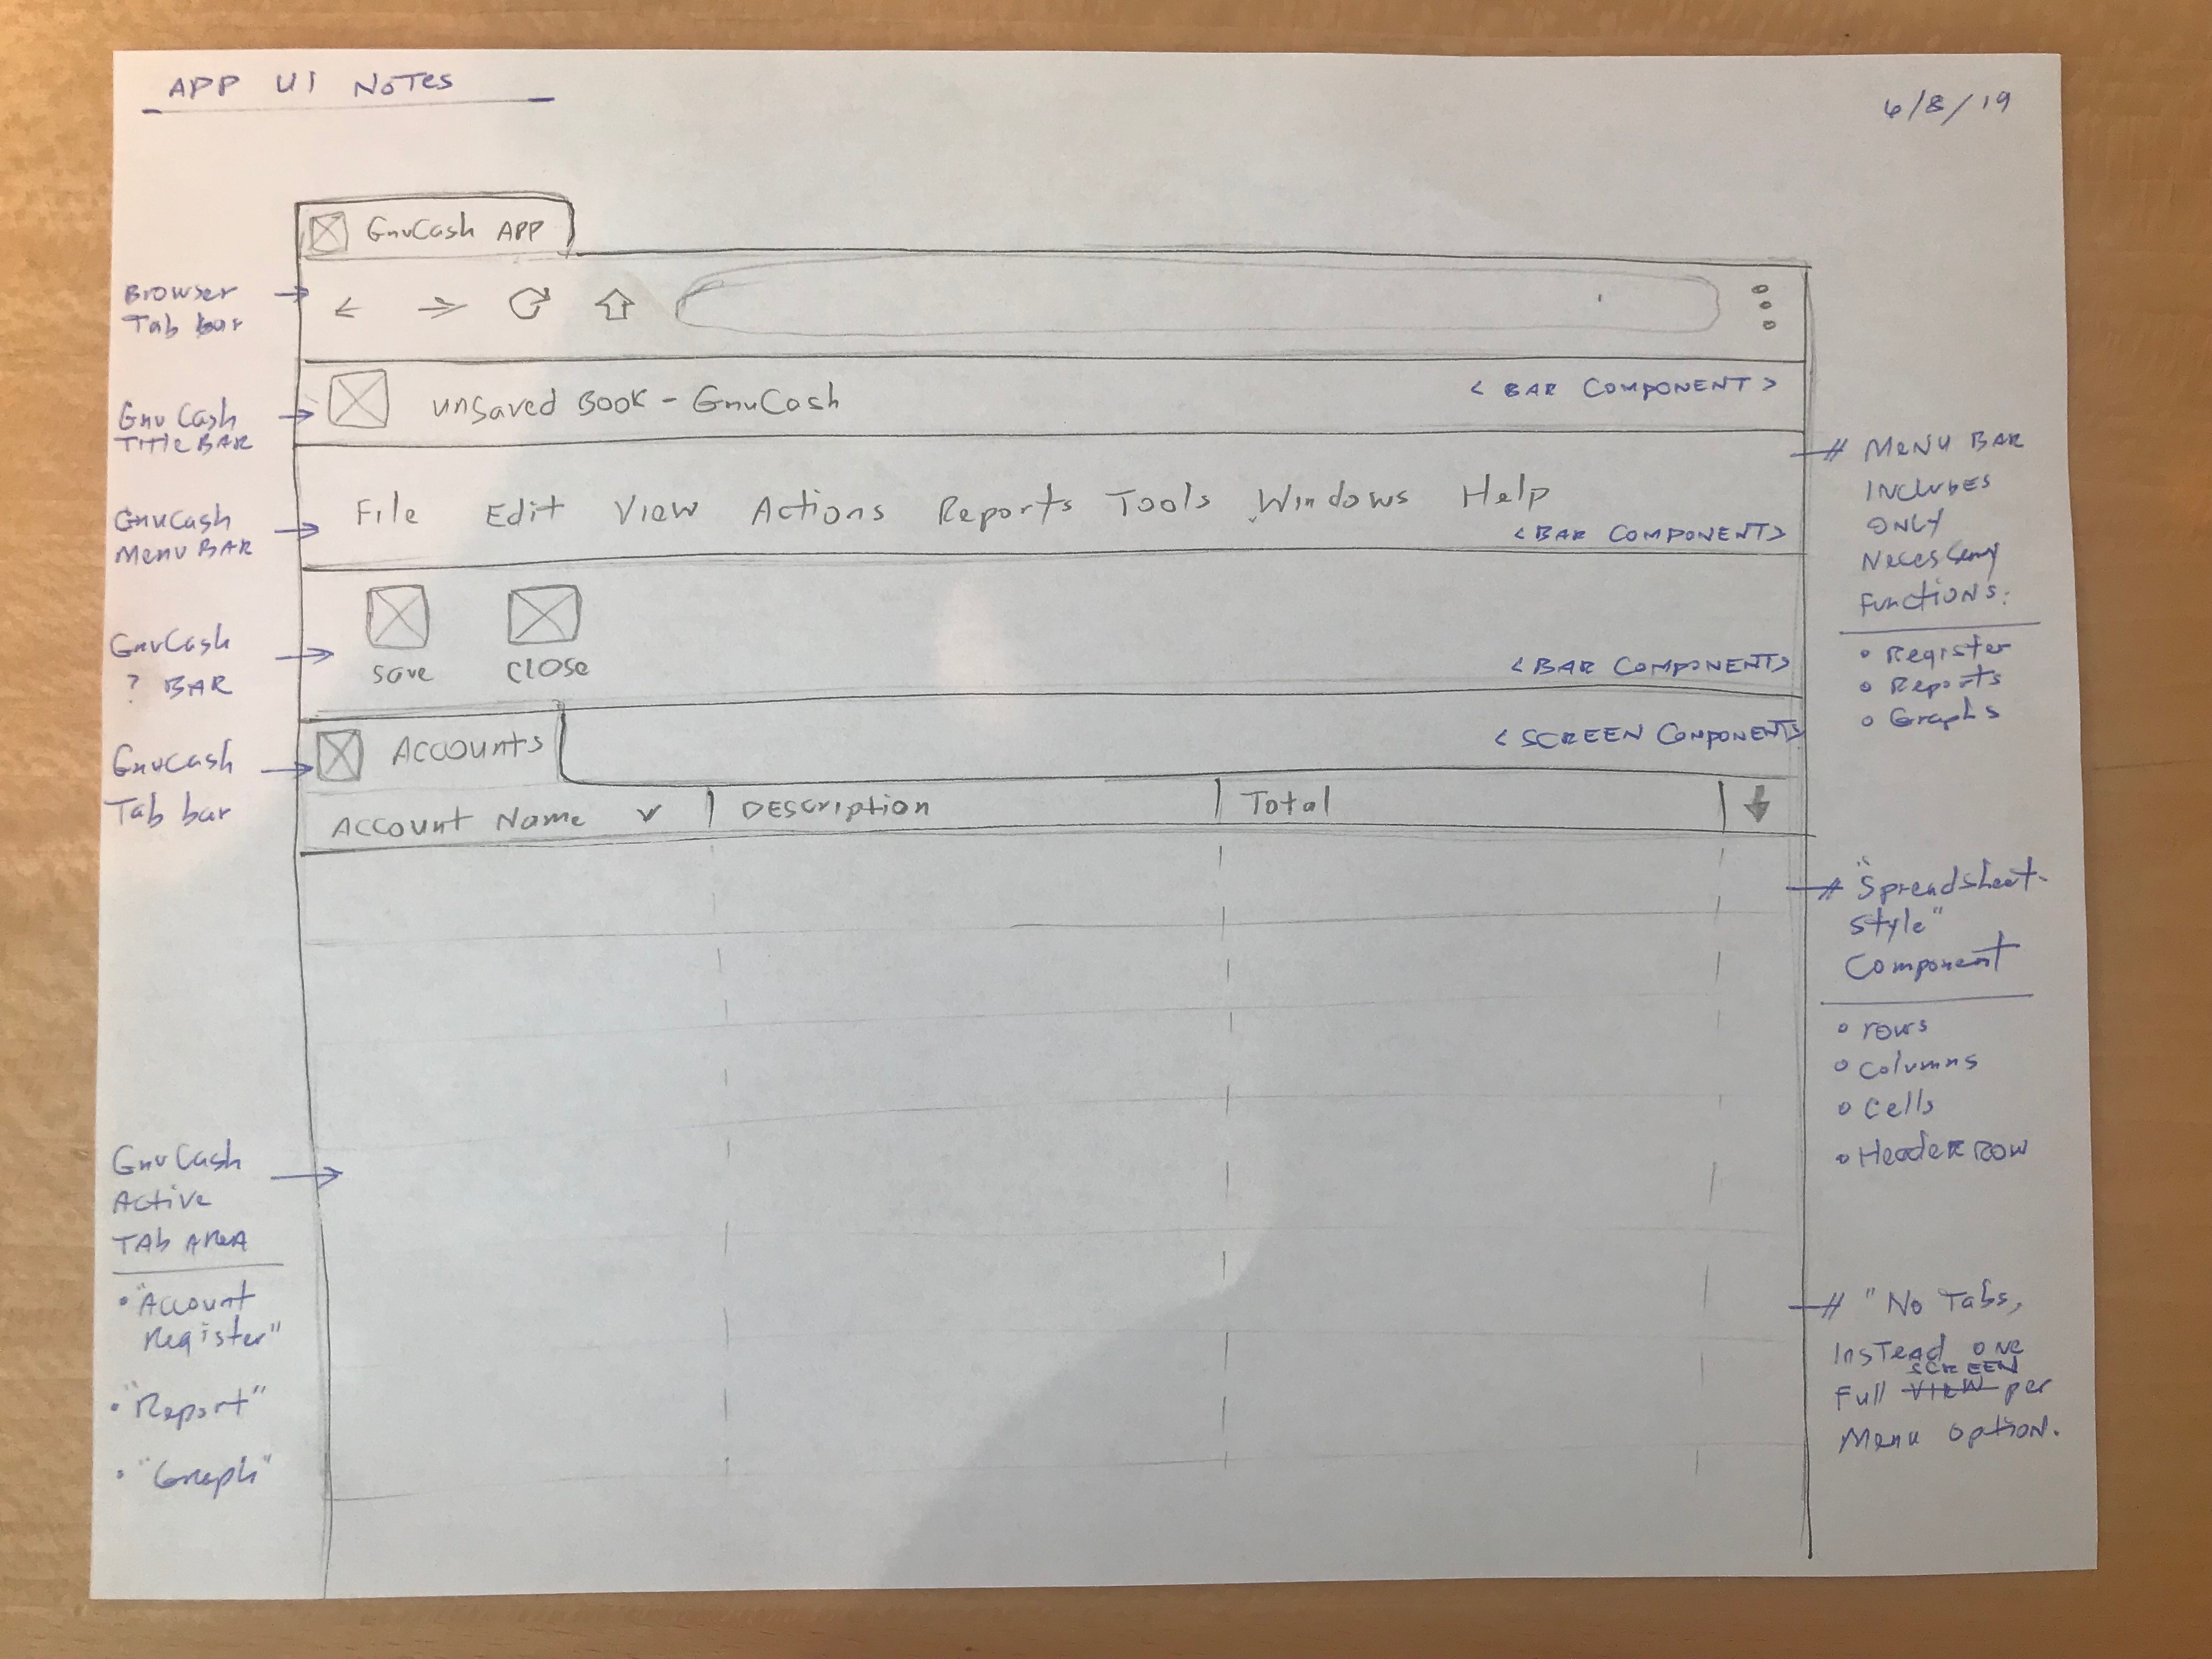 APP UI NOTES
6/8/19
Browser
Tab bar
GnuCash
Title BAR
GnuCash
Menu BAR
GnuCash
? BAR
GnuCash
Tab bar
GnuCash
Active
TAb AREA
• "Account
Register"
• "Report"
• "Graph"
GnuCash APP
unsaved Book - GnuCash
< BAR COMPONENT>
File Edit View Actions Reports Tools Windows Help
<BAR COMPONENT>
save close
<BAR COMPONENT>
Accounts
<SCREEN COMPONENT>
Account Name v | DESCRIPTION | Total
MENU BAR
INCLUDES
ONLY
Necessary
functions:
• Register
• Reports
• Graphs
"Spreadsheet-
style"
Component
• rows
• columns
• Cells
• Header row
" No Tabs,
Instead one
SCREEN
Full VIEW per
Menu option.